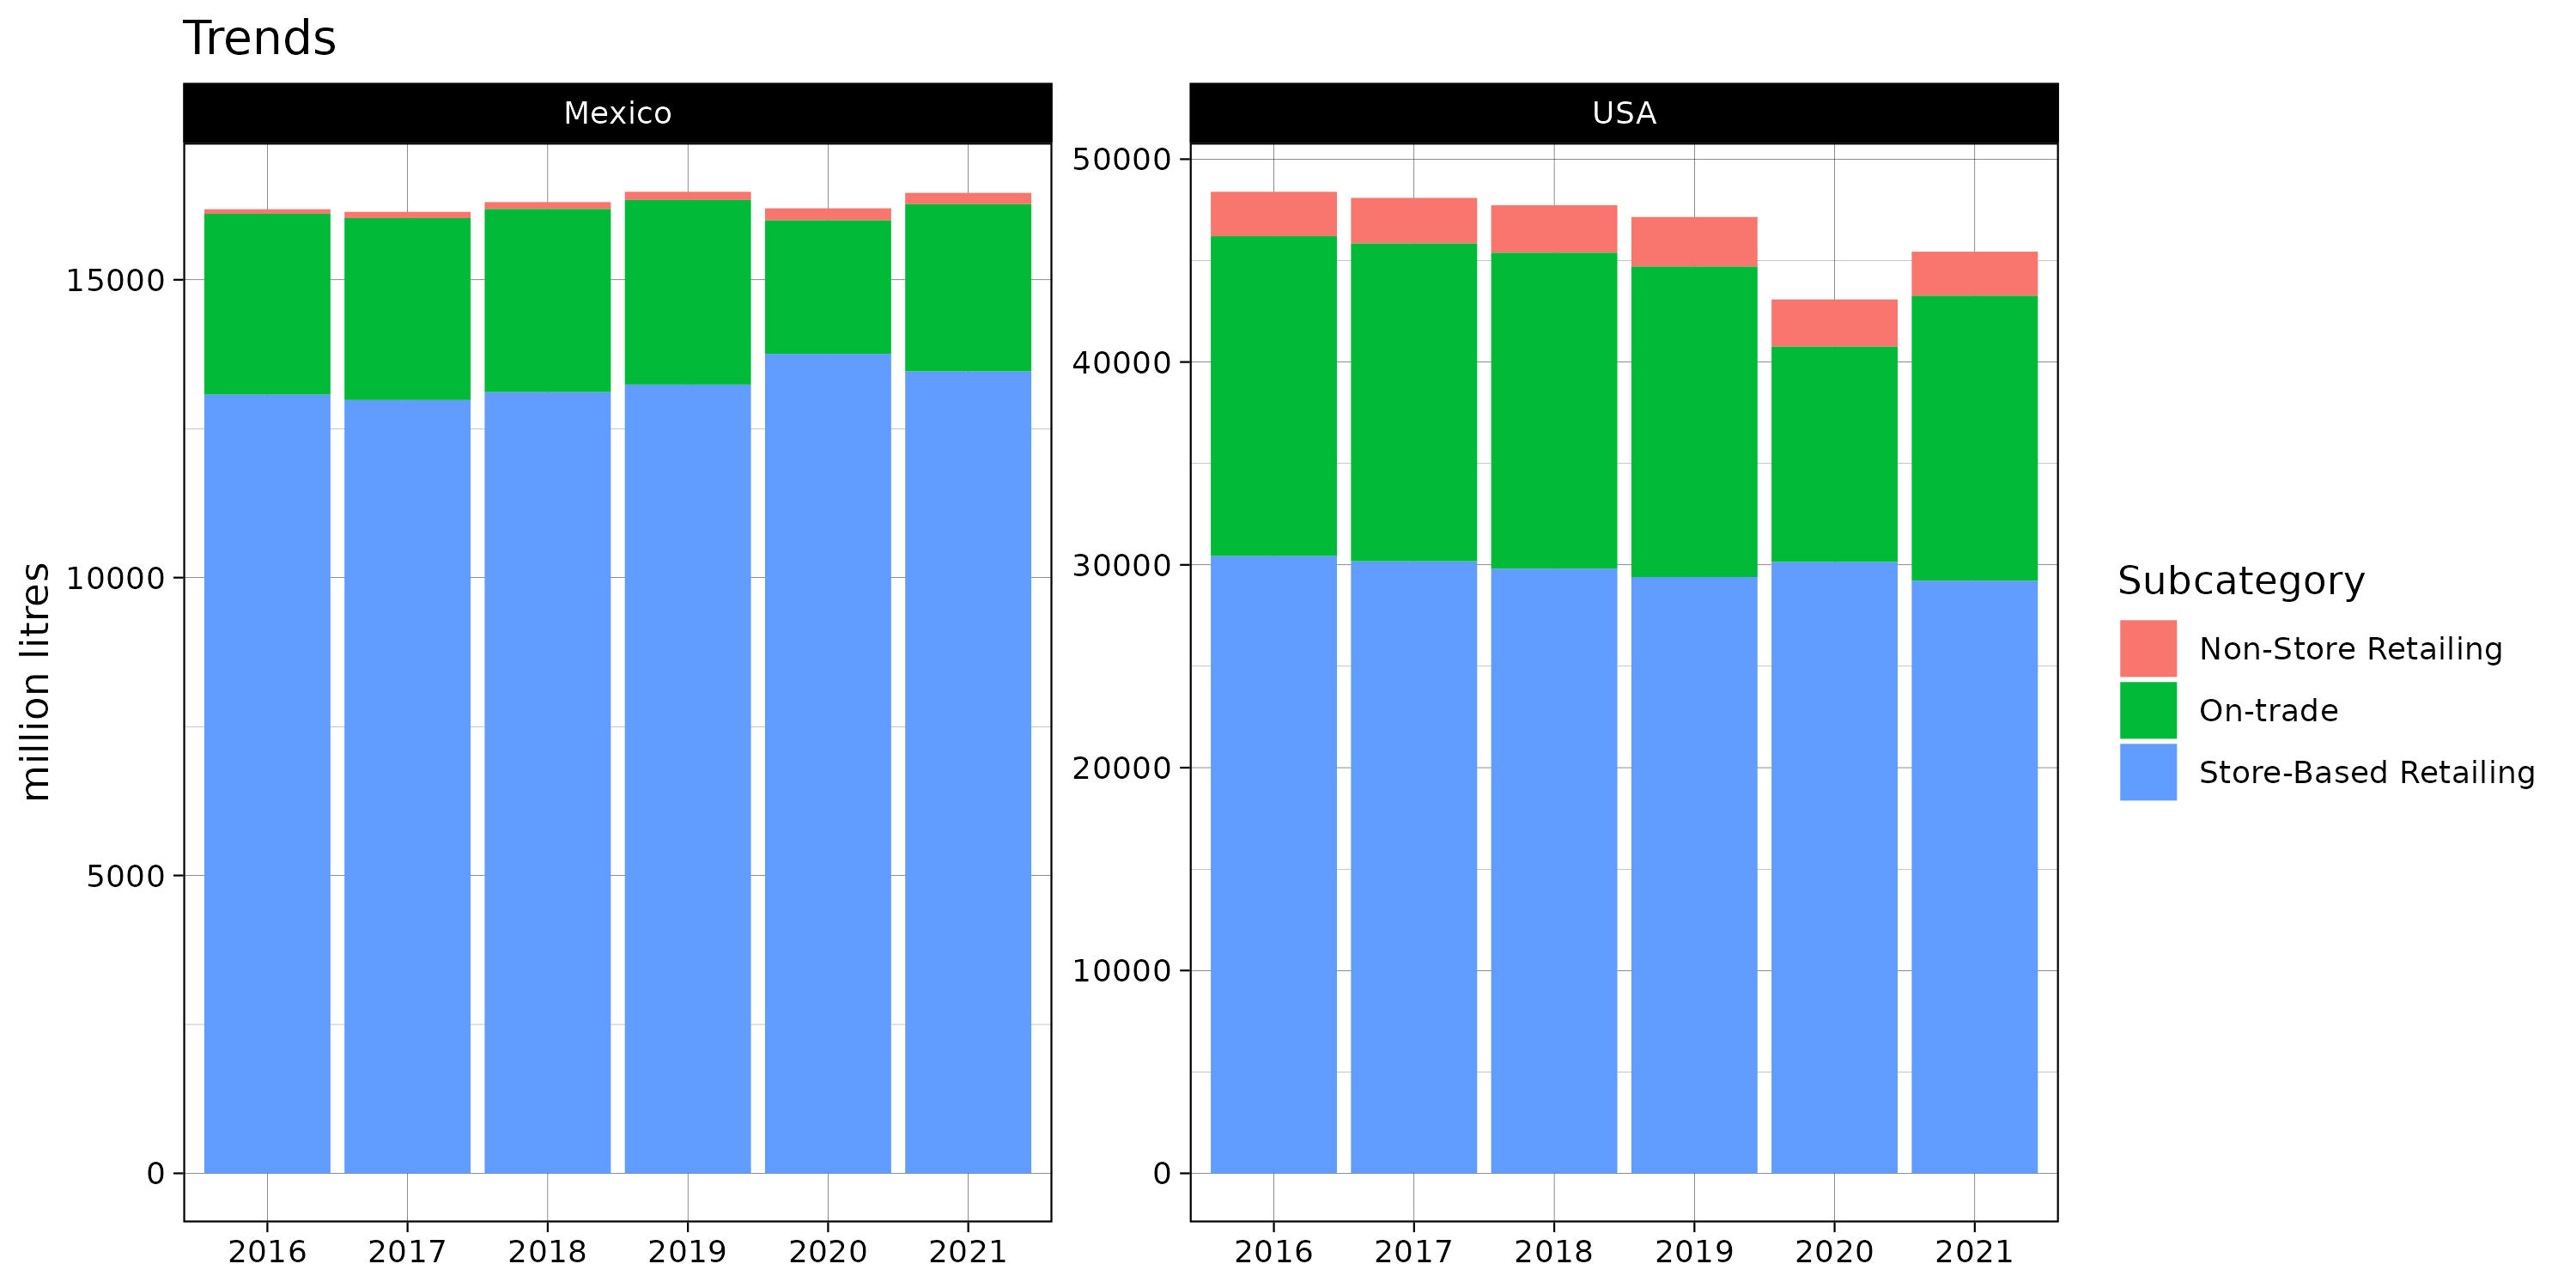 Trends
Mexico
USA
million litres
15000
10000
5000
0
50000
40000
30000
20000
10000
0
2016 2017 2018 2019 2020 2021
2016 2017 2018 2019 2020 2021
Subcategory
Non-Store Retailing
On-trade
Store-Based Retailing